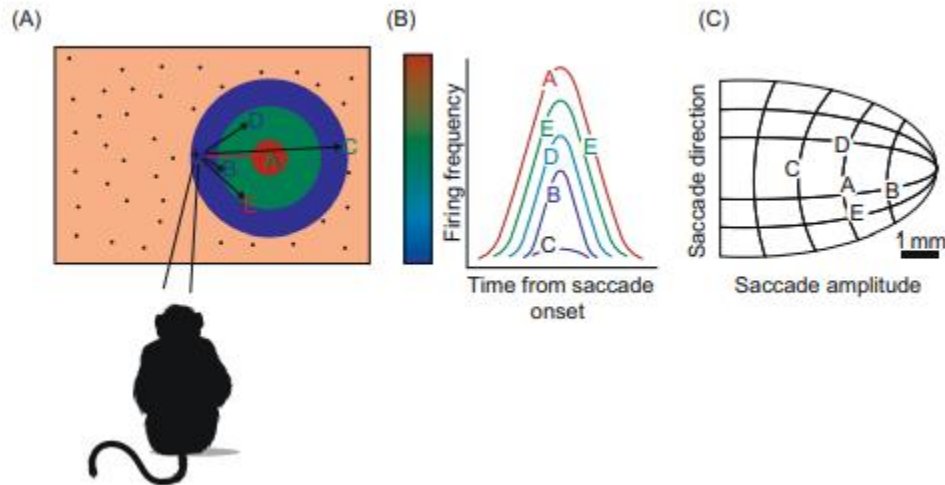 (A)
D
C
A
B
E
(B)
Firing frequency
A
E
E
D
B
C
Time from saccade
onset
(C)
Saccade direction
D
C
A
B
E
1 mm
Saccade amplitude